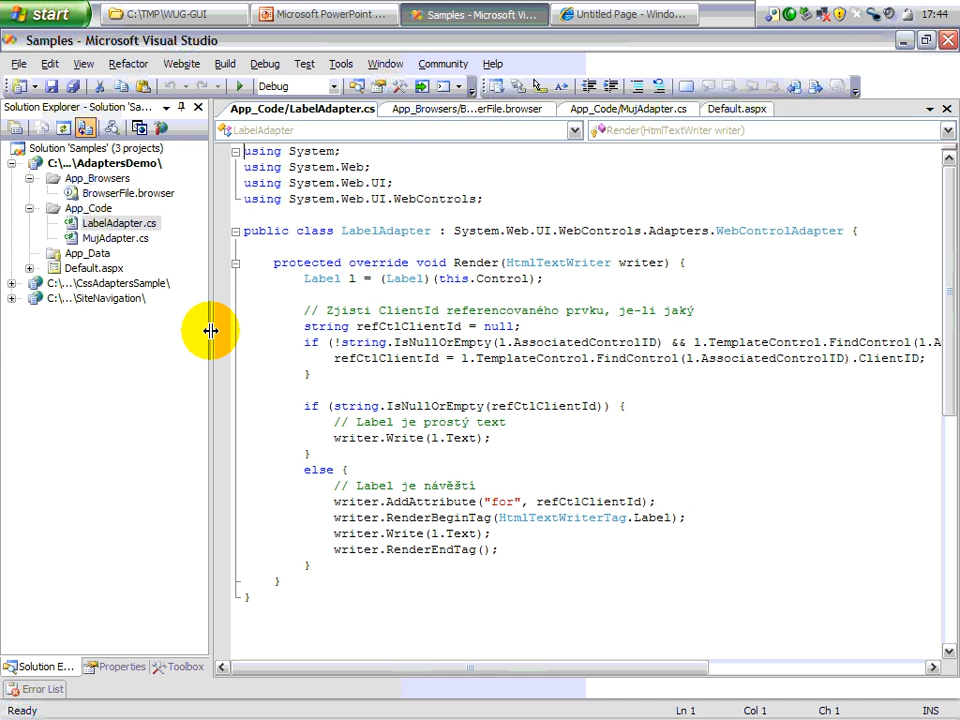 start
C:\TMP\WUG-GUI
Microsoft PowerPoint ...
Samples - Microsoft Vi...
Untitled Page - Windo...
17:44
Samples - Microsoft Visual Studio
File Edit View Refactor Website Build Debug Test Tools Window Community Help
Debug
Solution Explorer - Solution 'Sa...
App_Code/LabelAdapter.cs App_Browsers/B...erFile.browser App_Code/MujAdapter.cs Default.aspx
LabelAdapter
Render(HtmlTextWriter writer)
Solution 'Samples' (3 projects)
C:\...\AdaptersDemo\
App_Browsers
BrowserFile.browser
App_Code
LabelAdapter.cs
MujAdapter.cs
App_Data
Default.aspx
C:\...\CssAdaptersSample\
C:\...\SiteNavigation\
using System;
using System.Web;
using System.Web.UI;
using System.Web.UI.WebControls;
public class LabelAdapter : System.Web.UI.WebControls.Adapters.WebControlAdapter {
protected override void Render(HtmlTextWriter writer) {
Label l = (Label)(this.Control);
// Zjisti ClientId referencovaného prvku, je-li jaký
string refCtlClientId = null;
if (!string.IsNullOrEmpty(l.AssociatedControlID) && l.TemplateControl.FindControl(l.A
refCtlClientId = l.TemplateControl.FindControl(l.AssociatedControlID).ClientID;
}
if (string.IsNullOrEmpty(refCtlClientId)) {
// Label je prostý text
writer.Write(l.Text);
}
else {
// Label je návěští
writer.AddAttribute("for", refCtlClientId);
writer.RenderBeginTag(HtmlTextWriterTag.Label);
writer.Write(l.Text);
writer.RenderEndTag();
}
}
}
Solution E... Properties Toolbox
Error List
Ready Ln 1 Col 1 Ch 1 INS